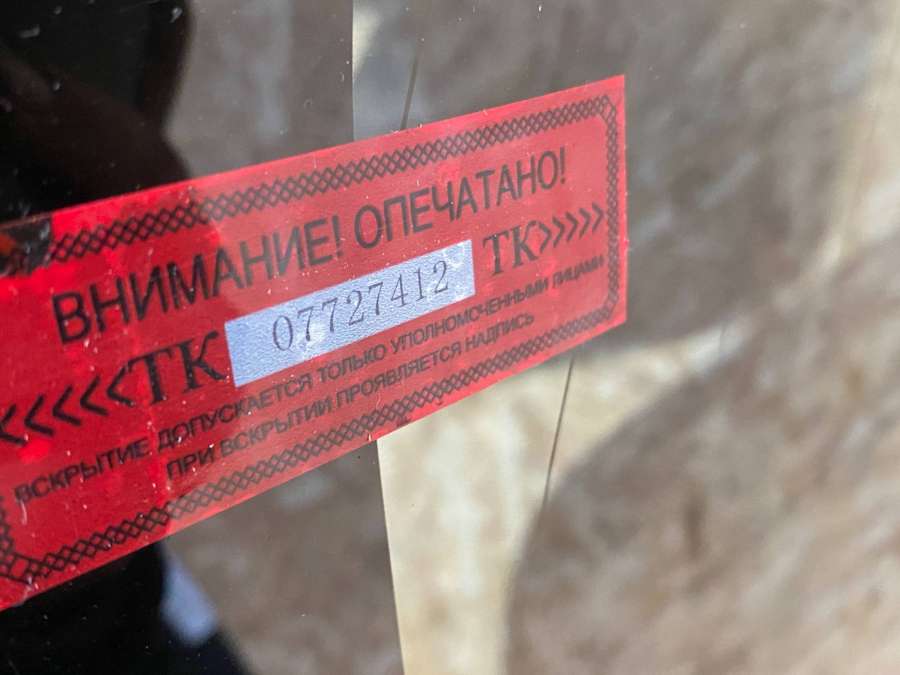 ВНИМАНИЕ! ОПЕЧАТАНО!
<<<<<ТК 07727412 ТК>>>>>
ВСКРЫТИЕ ДОПУСКАЕТСЯ ТОЛЬКО УПОЛНОМОЧЕННЫМИ ЛИЦАМИ
ПРИ ВСКРЫТИИ ПРОЯВЛЯЕТСЯ НАДПИСЬ